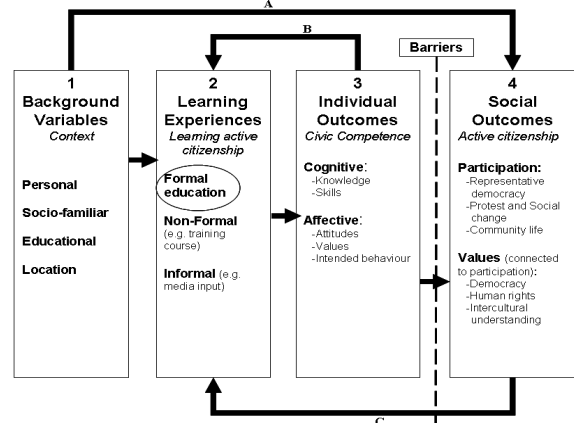 A
B
Barriers
1
Background
Variables
Context
Personal
Socio-familiar
Educational
Location
2
Learning
Experiences
Learning active
citizenship
Formal
education
Non-Formal
(e.g. training
course)
Informal (e.g.
media input)
3
Individual
Outcomes
Civic Competence
Cognitive:
-Knowledge
-Skills
Affective:
-Attitudes
-Values
-Intended behaviour
4
Social
Outcomes
Active citizenship
Participation:
-Representative
democracy
-Protest and Social
change
-Community life
Values (connected
to participation):
-Democracy
-Human rights
-Intercultural
understanding
C